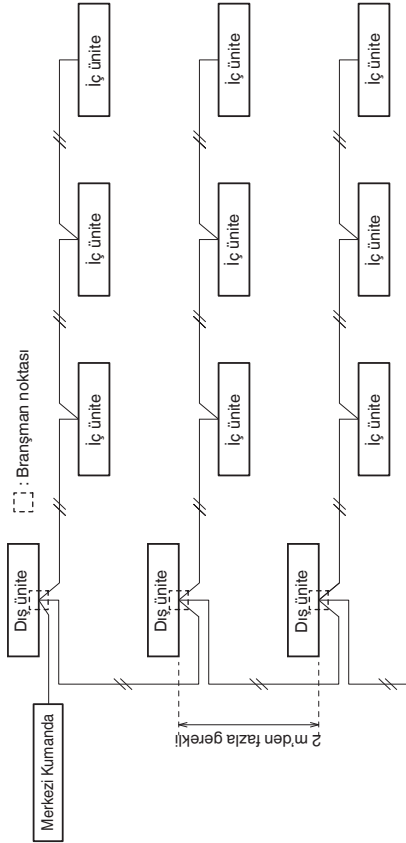 : Branşman noktası
Merkezi Kumanda
Dış ünite
İç ünite
İç ünite
İç ünite
2 m'den fazla gerekli
Dış ünite
İç ünite
İç ünite
İç ünite
Dış ünite
İç ünite
İç ünite
İç ünite